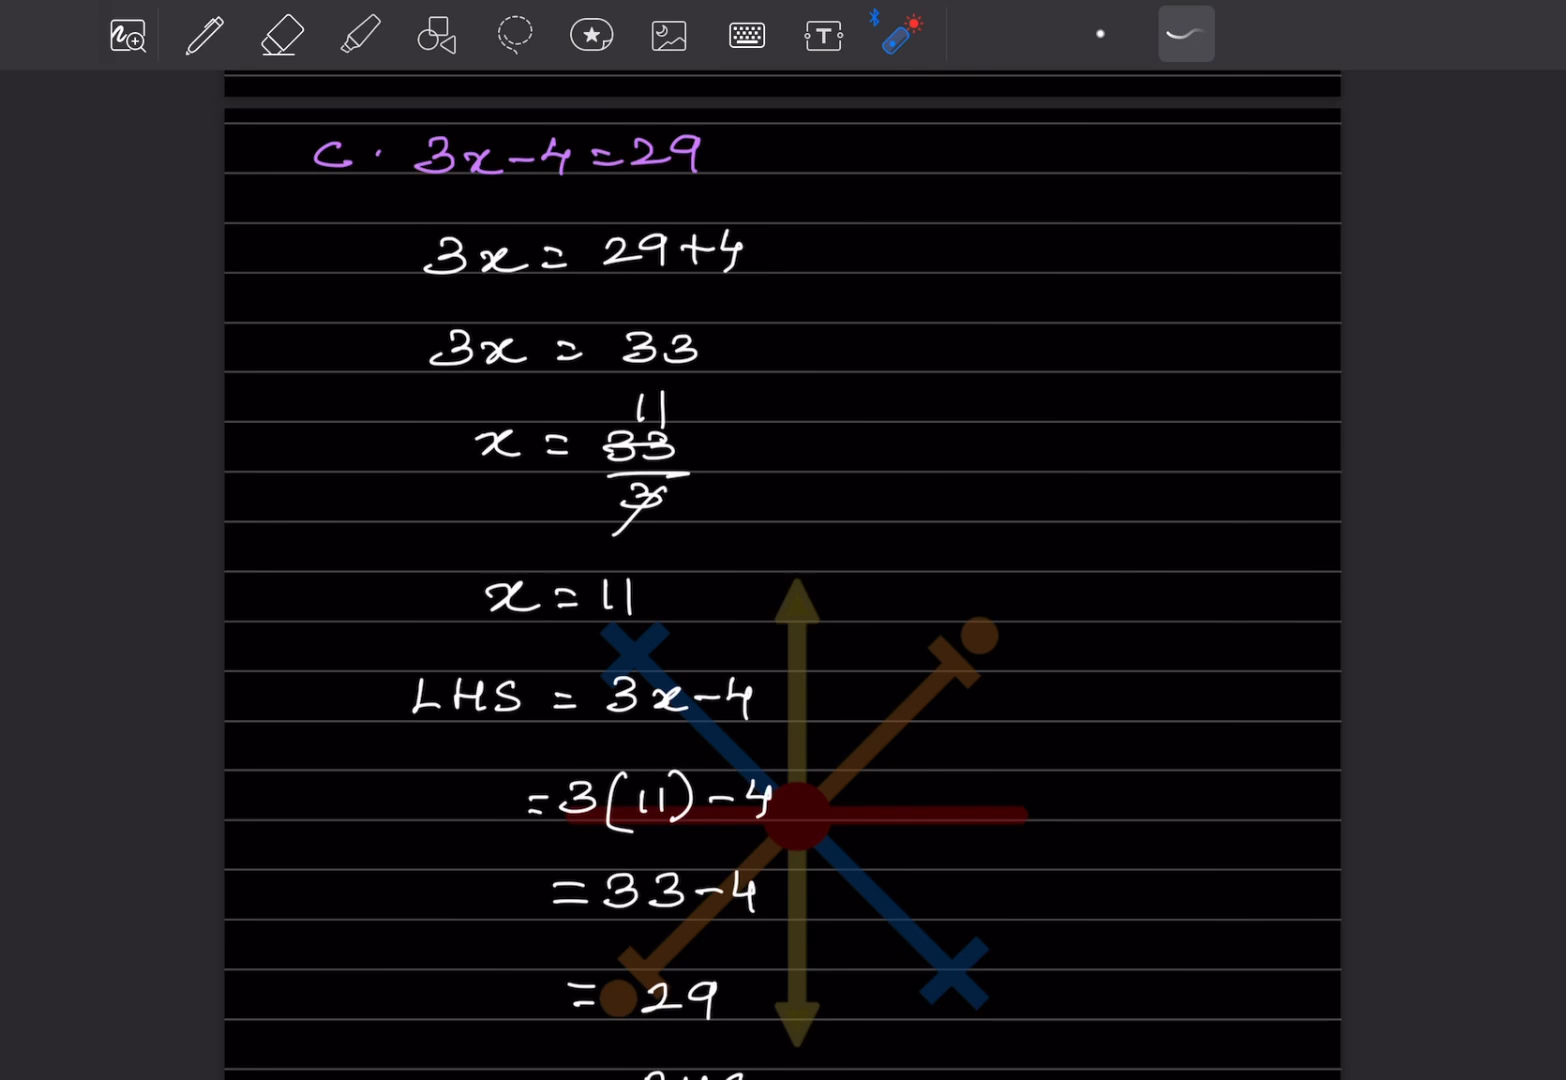 C. 3x-4=29
3x = 29+4
3x = 33
11
x = 33
3
x = 11
LHS = 3x-4
=3(11)-4
=33-4
= 29